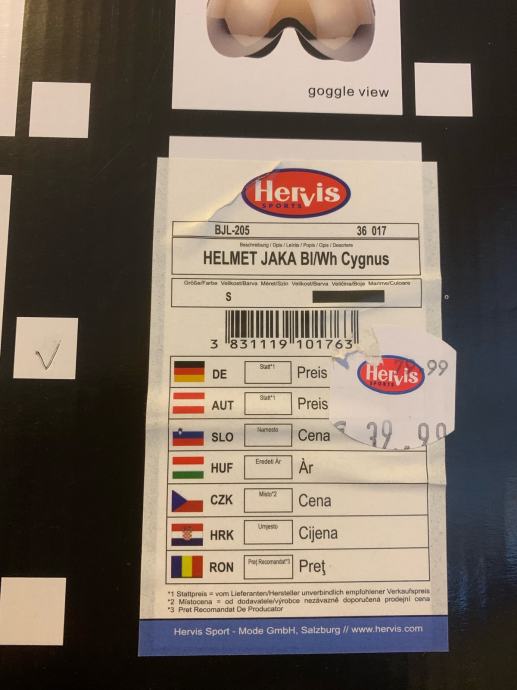 goggle view
Hervis
SPORTS
BJL-205 36 017
Beschreibung / Opis / Leírás / Popis / Opis / Descriere
HELMET JAKA Bl/Wh Cygnus
Größe/Farbe Velikost/Barva Méret/Szín Velikost/Barva Veličina/Boja Marime/Culoare
S
3 831119 101763
Hervis
SPORTS
79.99
39.99
DE Statt*1 Preis
AUT Statt*1 Preis
SLO Namesto Cena
HUF Eredeti Ár Àr
CZK Místo*2 Cena
HRK Umjesto Cijena
RON Preţ Recomandat*3 Preţ
*1 Stattpreis = vom Lieferanten/Hersteller unverbindlich empfohlener Verkaufspreis
*2 Místocena = od dodavatele/výrobce nezávazně doporučená prodejní cena
*3 Pret Recomandat De Producator
Hervis Sport - Mode GmbH, Salzburg // www.hervis.com